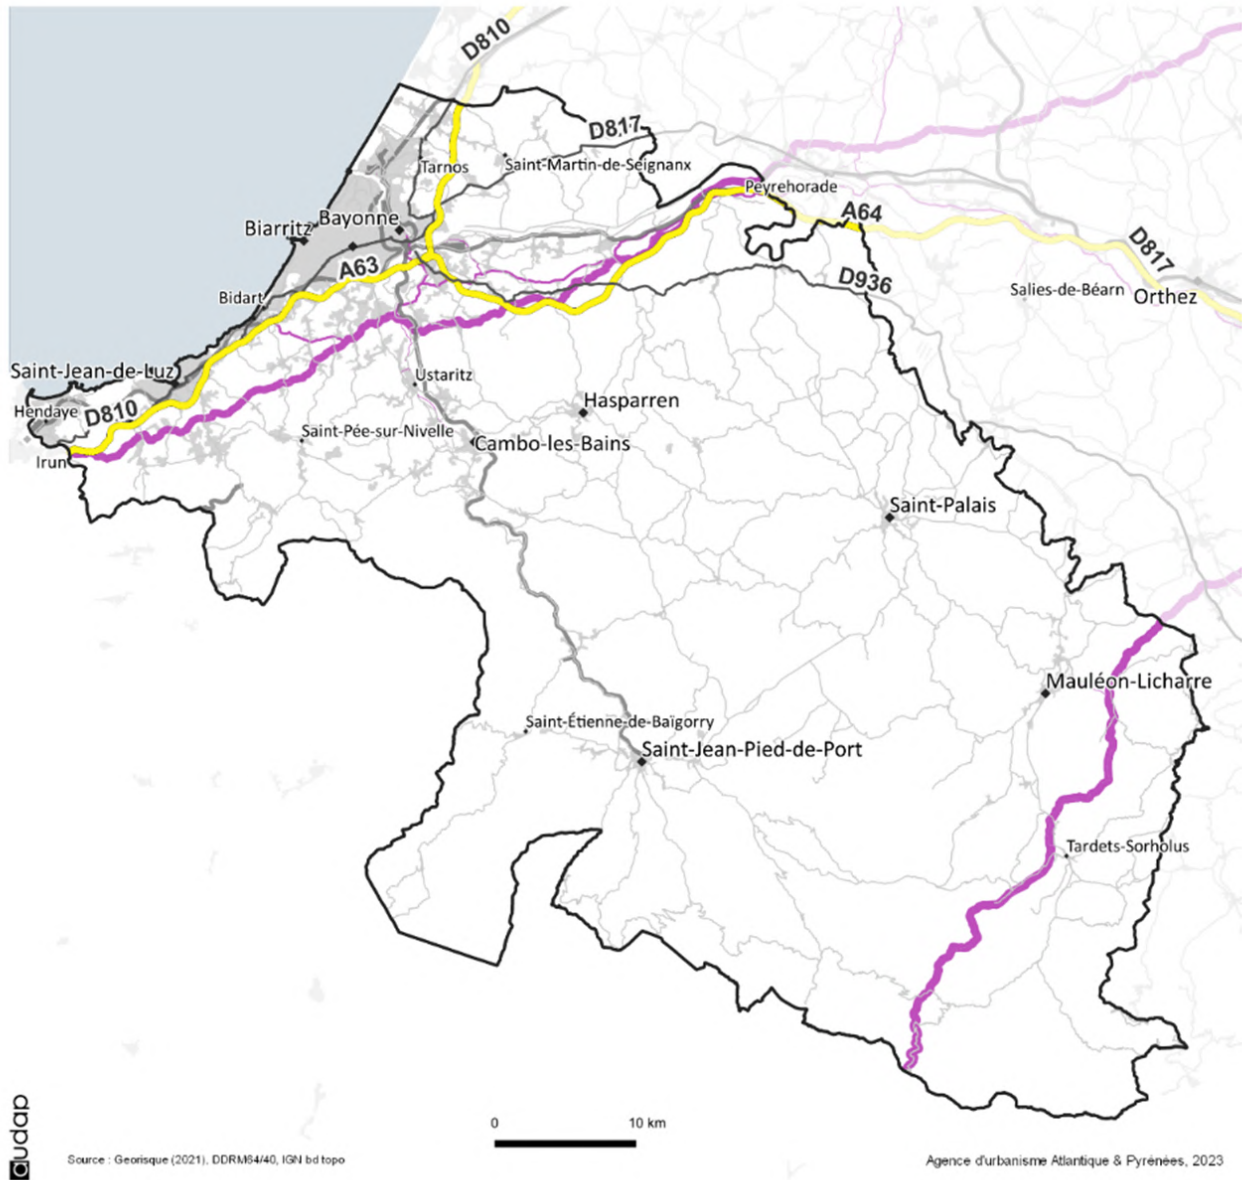 D810
D817
Tarnos
Saint-Martin-de-Seignanx
Peyrehorade
A64
Biarritz
Bayonne
D817
A63
D936
Salies-de-Béarn
Orthez
Bidart
Saint-Jean-de-Luz
Ustaritz
Hendaye
D810
Hasparren
Saint-Pée-sur-Nivelle
Cambo-les-Bains
Irun
Saint-Palais
Mauléon-Licharre
Saint-Étienne-de-Baïgorry
Saint-Jean-Pied-de-Port
Tardets-Sorholus
audap
0 10 km
Source : Georisque (2021), DDRM64/40, IGN bd topo
Agence d'urbanisme Atlantique & Pyrénées, 2023